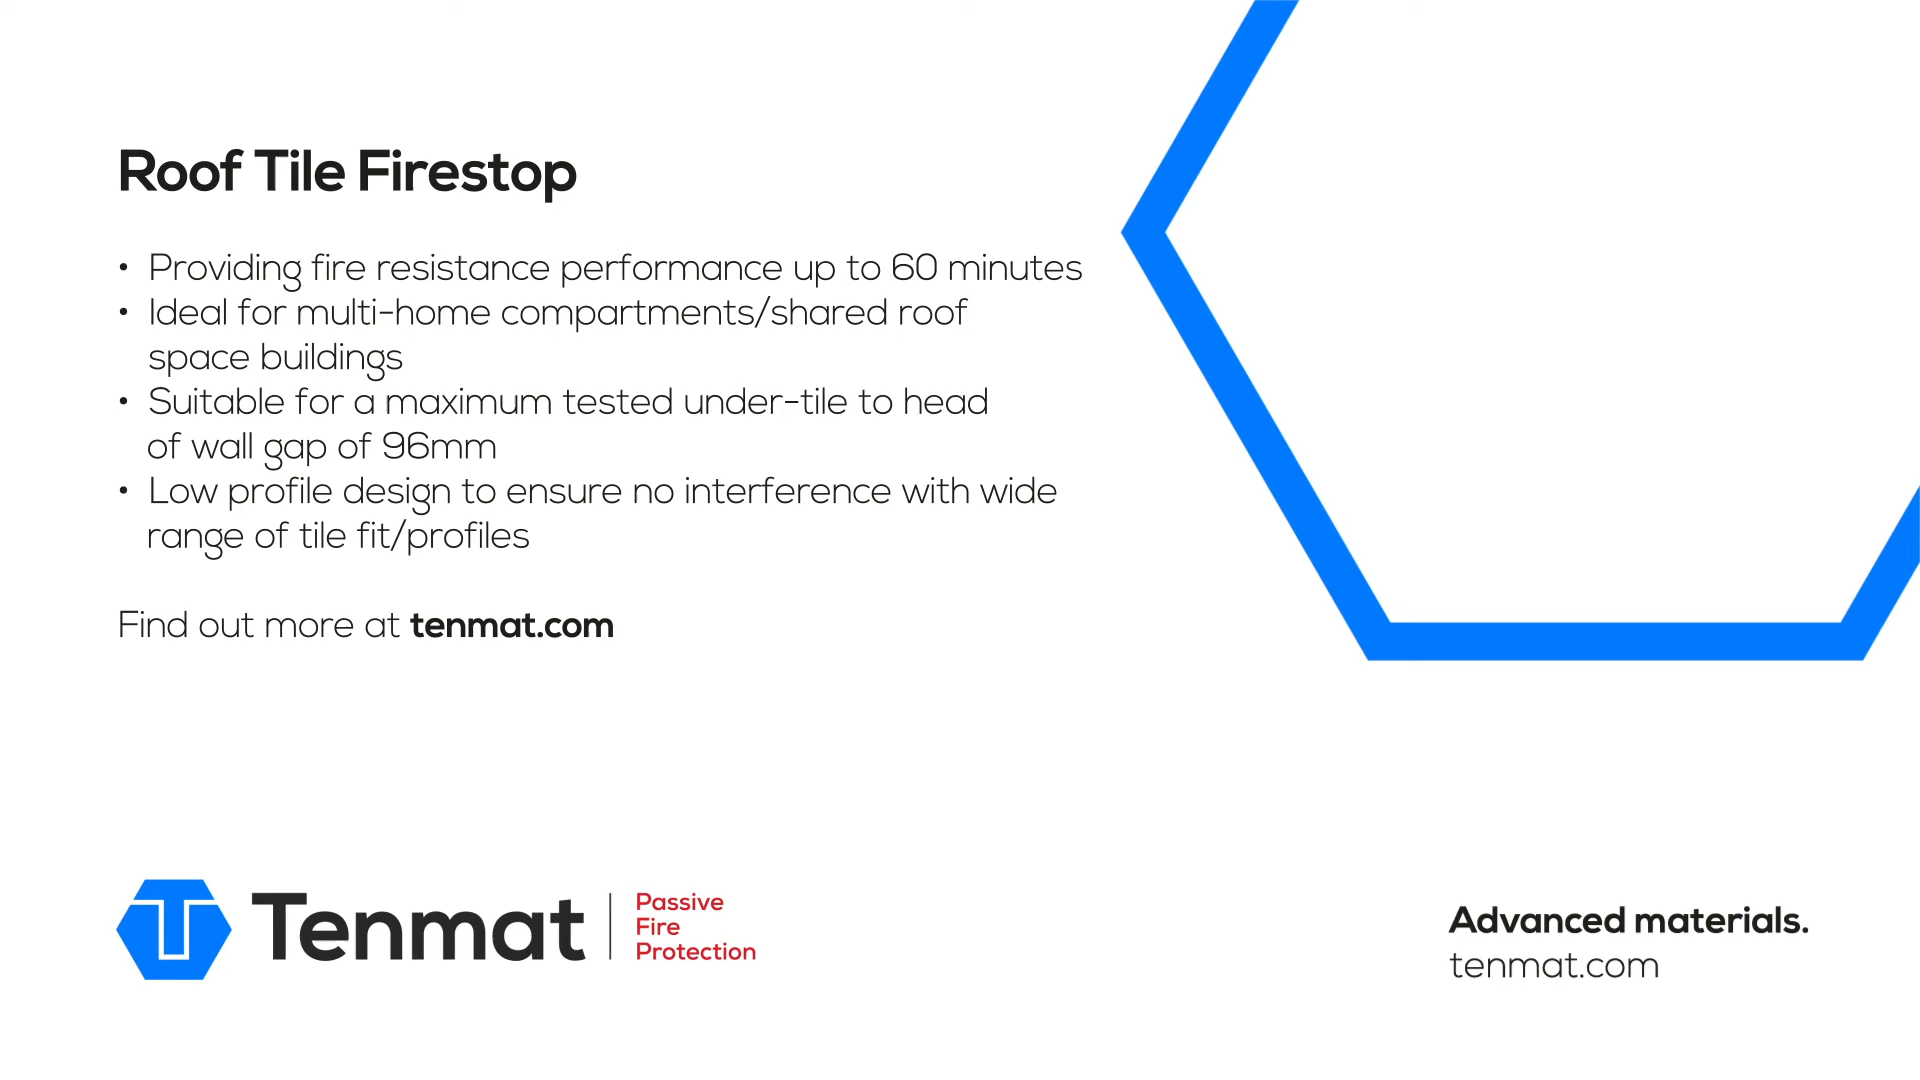 Roof Tile Firestop
• Providing fire resistance performance up to 60 minutes
• Ideal for multi-home compartments/shared roof
space buildings
• Suitable for a maximum tested under-tile to head
of wall gap of 96mm
• Low profile design to ensure no interference with wide
range of tile fit/profiles
Find out more at tenmat.com
Tenmat
Passive
Fire
Protection
Advanced materials.
tenmat.com